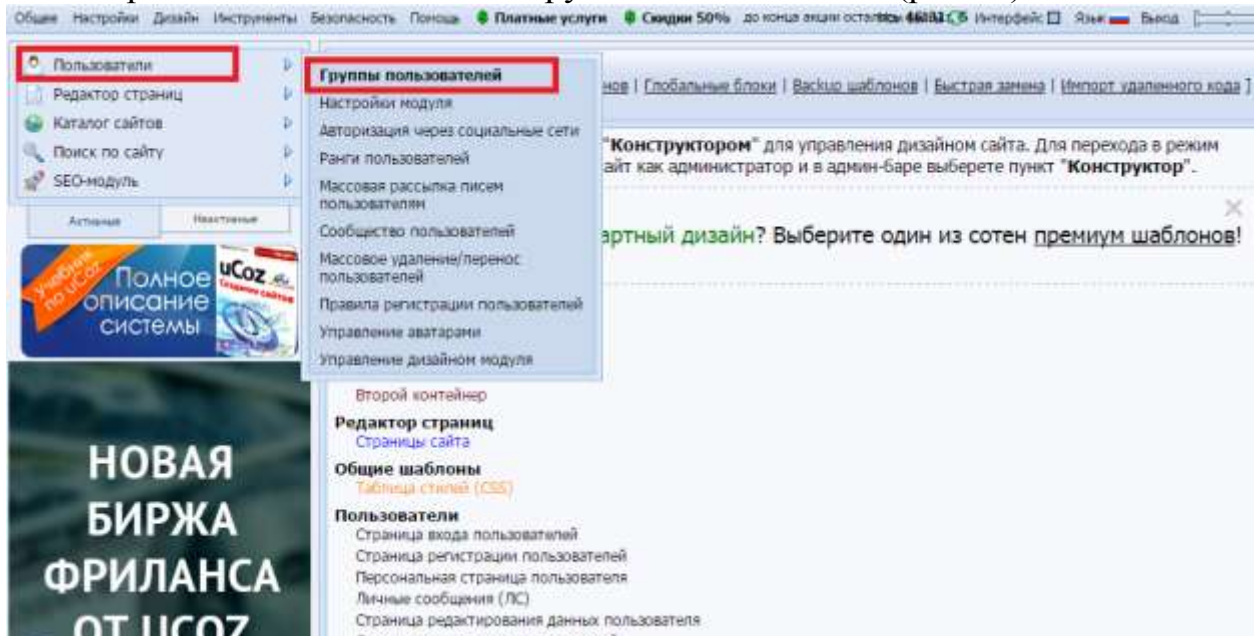 Общее Настройки Дизайн Инструменты Безопасность Помощь Платные услуги Скидки 50% до конца акции Интерфейс Язык Выход
Пользователи
Редактор страниц
Каталог сайтов
Поиск по сайту
SEO-модуль
Активные Неактивные
Учебник по uCoz
Полное описание системы
uCoz
Группы пользователей
Настройки модуля
Авторизация через социальные сети
Ранги пользователей
Массовая рассылка писем
пользователям
Сообщество пользователей
Массовое удаление/перенос
пользователей
Правила регистрации пользователей
Управление аватарами
Управление дизайном модуля
нов | Глобальные блоки | Backup шаблонов | Быстрая замена | Импорт удаленного кода ]
"Конструктором" для управления дизайном сайта. Для перехода в режим
айт как администратор и в админ-баре выберете пункт "Конструктор".
артный дизайн? Выберите один из сотен премиум шаблонов!
Второй контейнер
Редактор страниц
Страницы сайта
Общие шаблоны
Таблица стилей (CSS)
Пользователи
Страница входа пользователей
Страница регистрации пользователей
Персональная страница пользователя
Личные сообщения (ЛС)
Страница редактирования данных пользователя
НОВАЯ
БИРЖА
ФРИЛАНСА
ОТ UCOZ